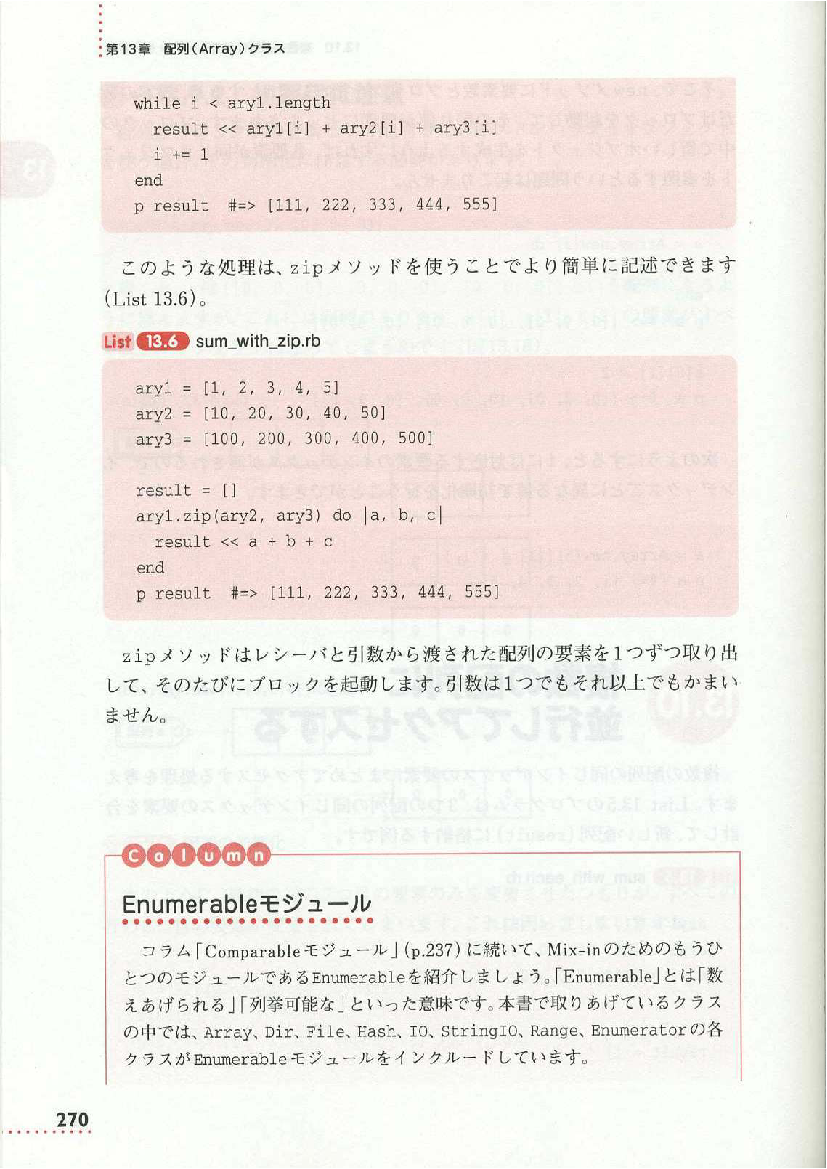 第13章 配列(Array)クラス
while i < ary1.length
result << ary1[i] + ary2[i] + ary3[i]
i += 1
end
p result #=> [111, 222, 333, 444, 555]
このような処理は、zipメソッドを使うことでより簡単に記述できます
(List 13.6)。
List 13.6 sum_with_zip.rb
ary1 = [1, 2, 3, 4, 5]
ary2 = [10, 20, 30, 40, 50]
ary3 = [100, 200, 300, 400, 500]
result = []
ary1.zip(ary2, ary3) do |a, b, c|
result << a + b + c
end
p result #=> [111, 222, 333, 444, 555]
zipメソッドはレシーバと引数から渡された配列の要素を1つずつ取り出
して、そのたびにブロックを起動します。引数は1つでもそれ以上でもかまい
ません。
Column
Enumerableモジュール
コラム「Comparableモジュール」(p.237)に続いて、Mix-inのためのもうひ
とつのモジュールであるEnumerableを紹介しましょう。「Enumerable」とは「数
えあげられる」「列挙可能な」といった意味です。本書で取りあげているクラス
の中では、Array、Dir、File、Hash、IO、StringIO、Range、Enumeratorの各
クラスがEnumerableモジュールをインクルードしています。
270